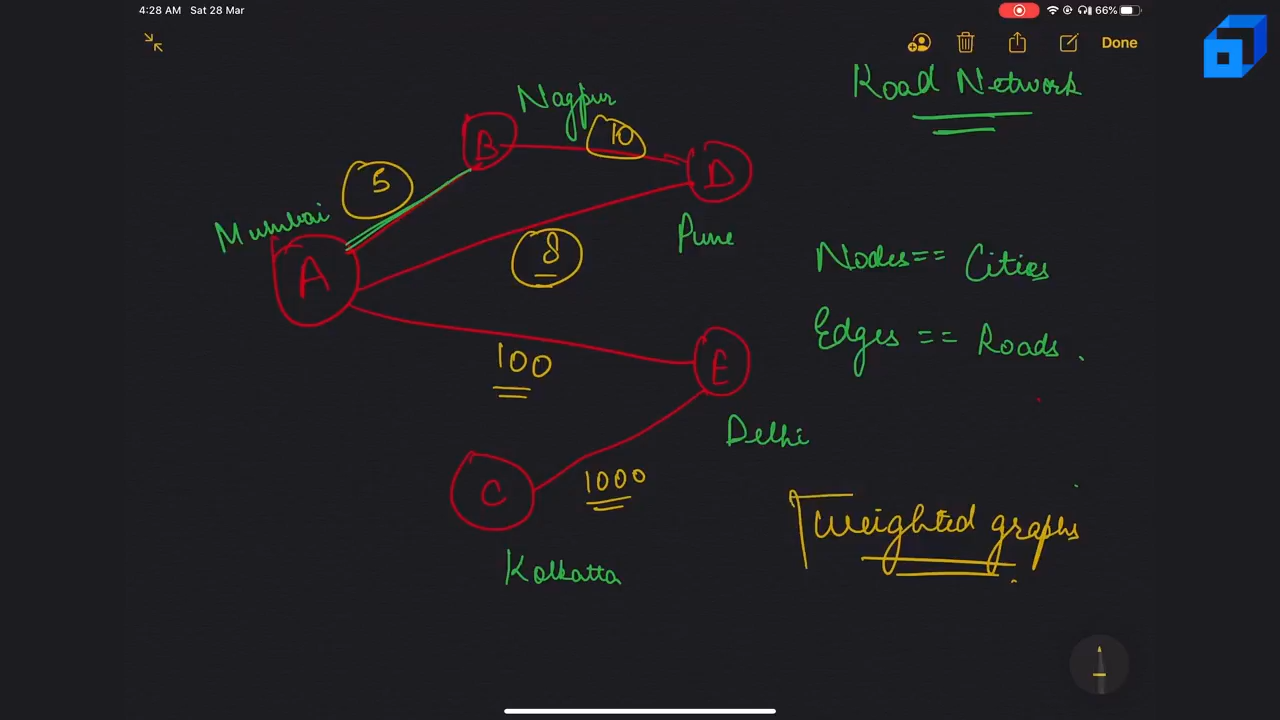 4:28 AM Sat 28 Mar
66%
Done
Road Network
Nagpur
B
10
D
5
Mumbai
Pune
A
8
Nodes == Cities
Edges == Roads.
100
E
Delhi
C
1000
Weighted graphs
Kolkatta